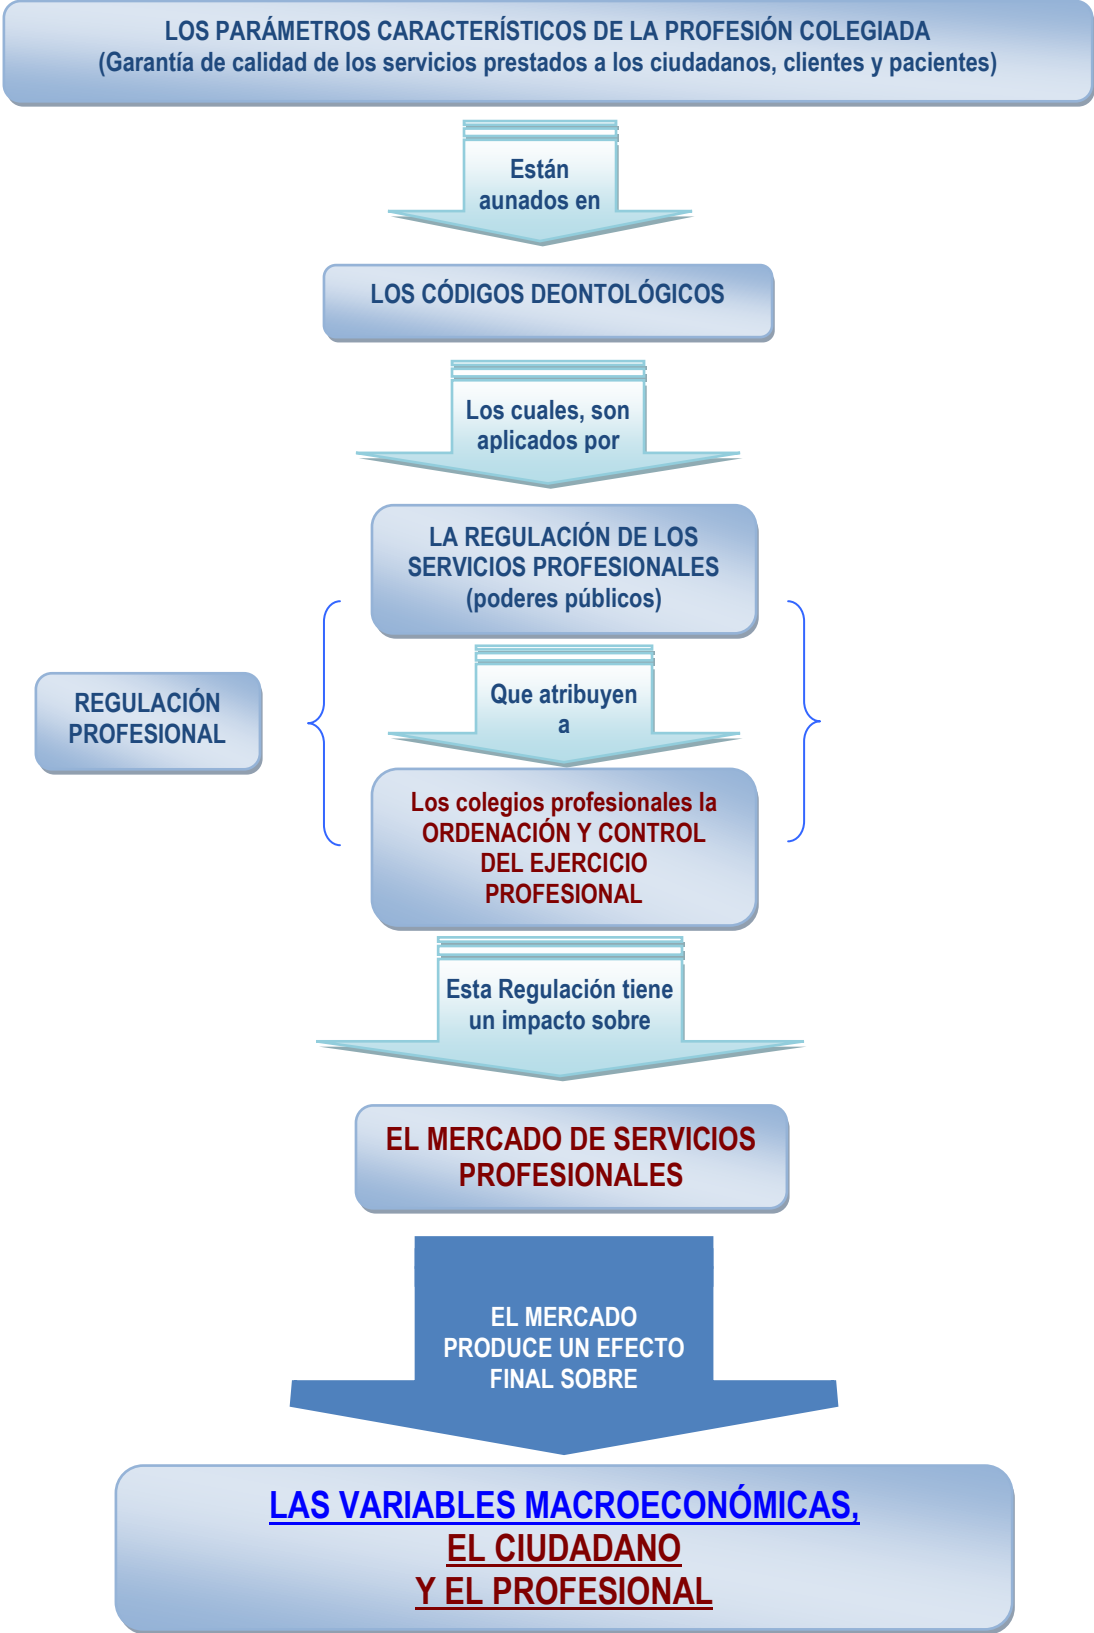 LOS PARÁMETROS CARACTERÍSTICOS DE LA PROFESIÓN COLEGIADA
(Garantía de calidad de los servicios prestados a los ciudadanos, clientes y pacientes)
Están
aunados en
LOS CÓDIGOS DEONTOLÓGICOS
Los cuales, son
aplicados por
LA REGULACIÓN DE LOS
SERVICIOS PROFESIONALES
(poderes públicos)
REGULACIÓN
PROFESIONAL
Que atribuyen
a
Los colegios profesionales la
ORDENACIÓN Y CONTROL
DEL EJERCICIO
PROFESIONAL
Esta Regulación tiene
un impacto sobre
EL MERCADO DE SERVICIOS
PROFESIONALES
EL MERCADO
PRODUCE UN EFECTO
FINAL SOBRE
LAS VARIABLES MACROECONÓMICAS,
EL CIUDADANO
Y EL PROFESIONAL